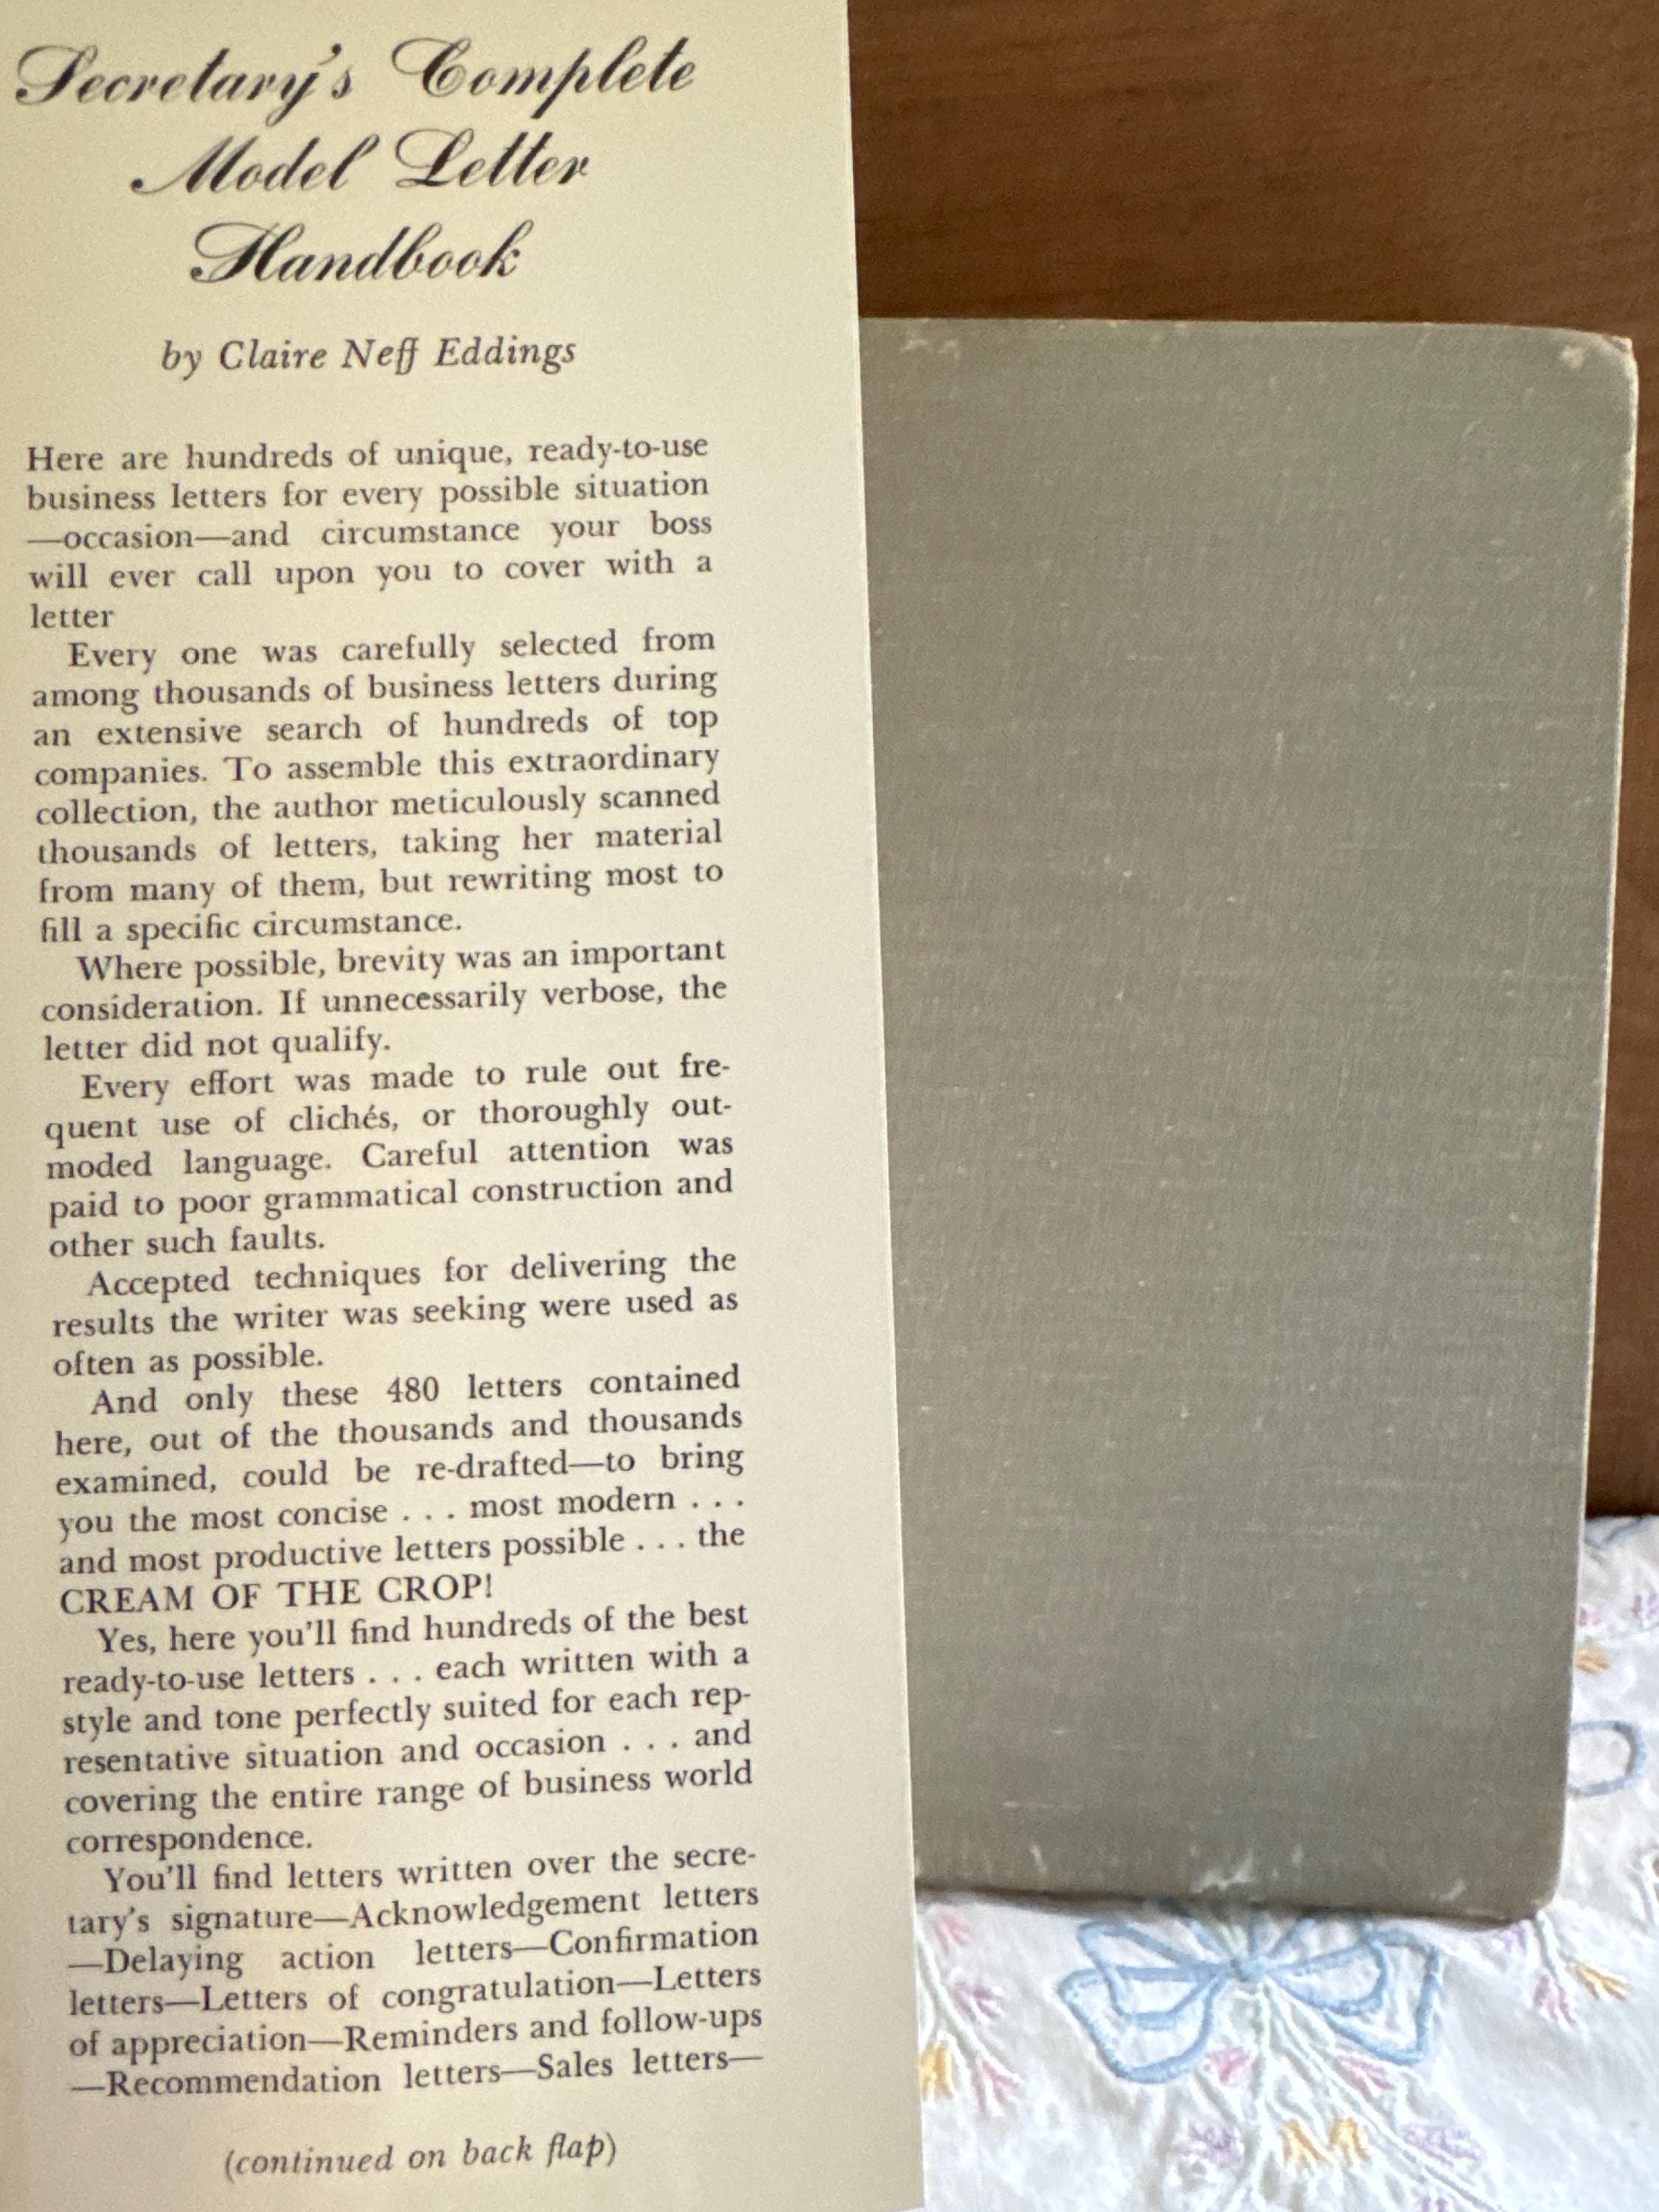 Secretary's Complete
Model Letter
Handbook
by Claire Neff Eddings
Here are hundreds of unique, ready-to-use
business letters for every possible situation
—occasion—and circumstance your boss
will ever call upon you to cover with a
letter
Every one was carefully selected from
among thousands of business letters during
an extensive search of hundreds of top
companies. To assemble this extraordinary
collection, the author meticulously scanned
thousands of letters, taking her material
from many of them, but rewriting most to
fill a specific circumstance.
Where possible, brevity was an important
consideration. If unnecessarily verbose, the
letter did not qualify.
Every effort was made to rule out fre-
quent use of clichés, or thoroughly out-
moded language. Careful attention was
paid to poor grammatical construction and
other such faults.
Accepted techniques for delivering the
results the writer was seeking were used as
often as possible.
And only these 480 letters contained
here, out of the thousands and thousands
examined, could be re-drafted—to bring
you the most concise . . . most modern . . .
and most productive letters possible . . . the
CREAM OF THE CROP!
Yes, here you'll find hundreds of the best
ready-to-use letters . . . each written with a
style and tone perfectly suited for each rep-
resentative situation and occasion . . . and
covering the entire range of business world
correspondence.
You'll find letters written over the secre-
tary's signature—Acknowledgement letters
—Delaying action letters—Confirmation
letters—Letters of congratulation—Letters
of appreciation—Reminders and follow-ups
—Recommendation letters—Sales letters—
(continued on back flap)